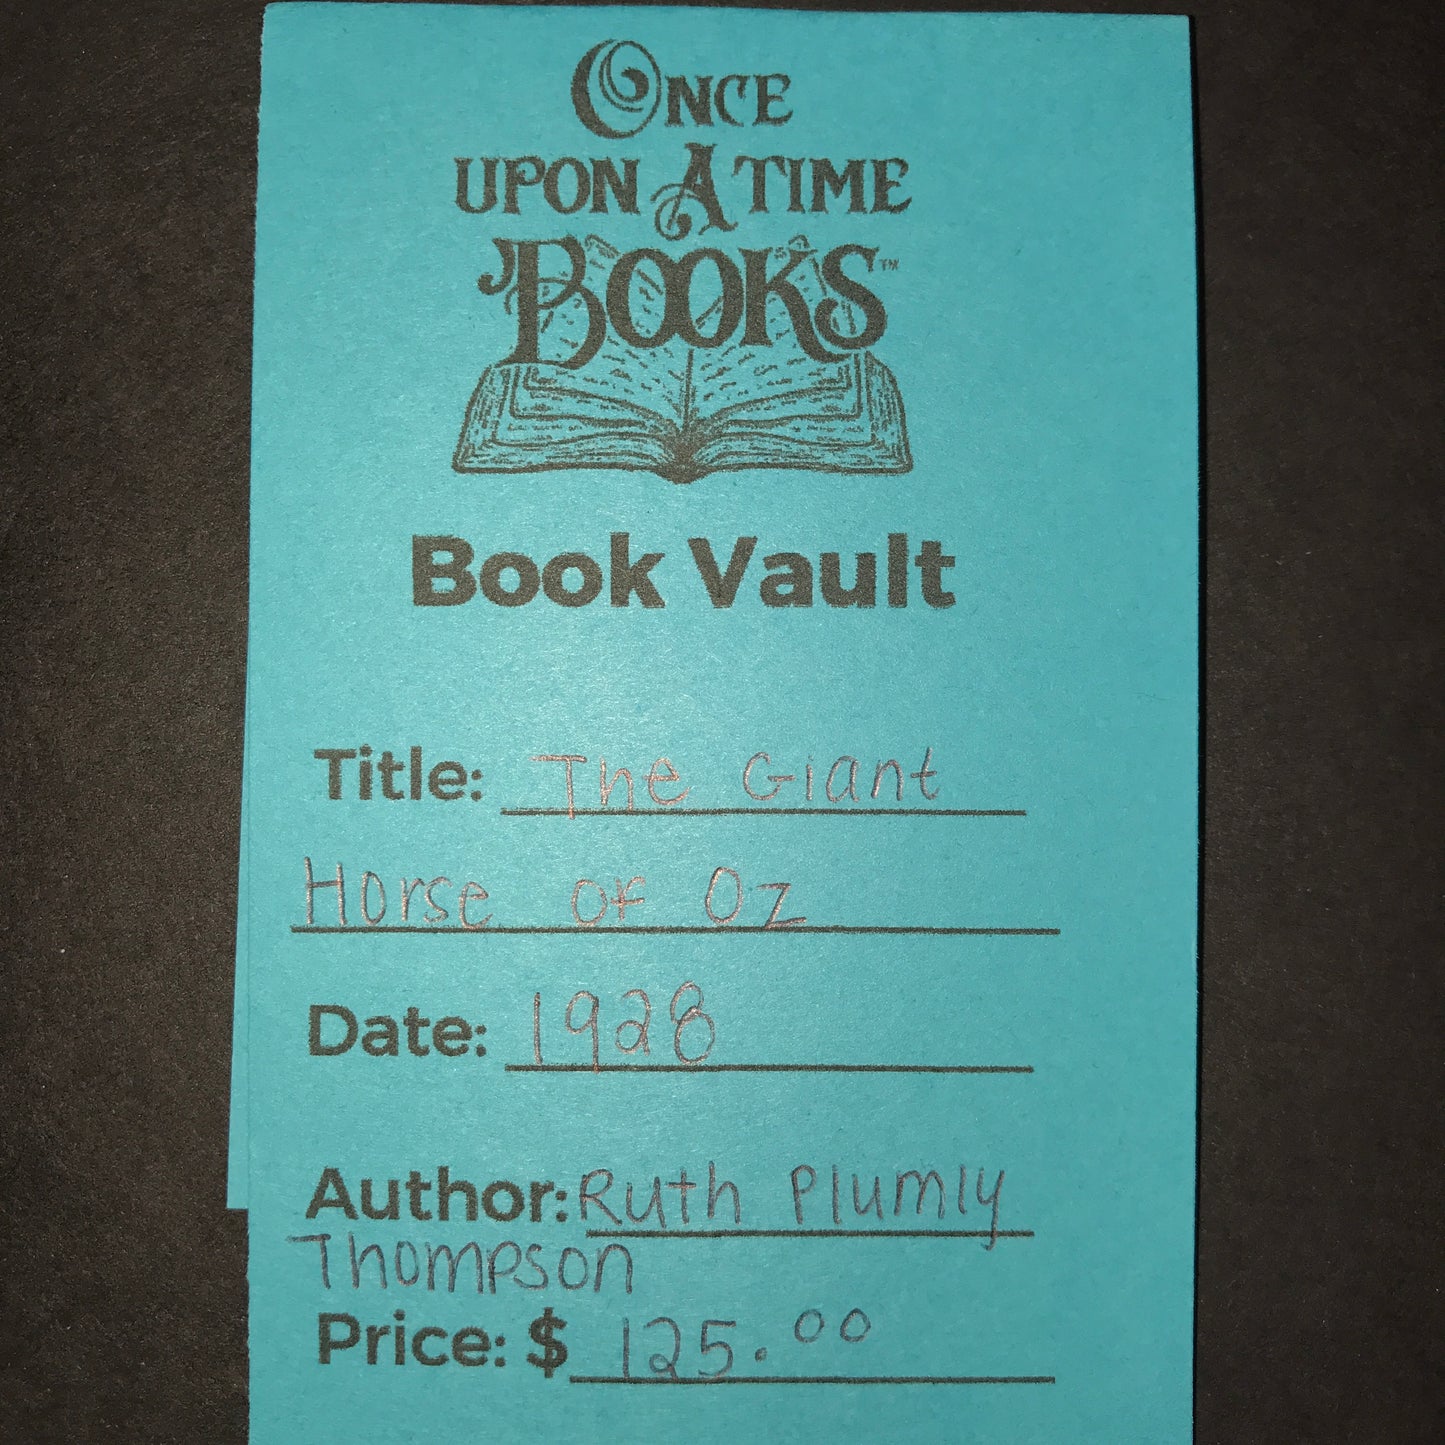 ONCE
UPON A TIME
BOOKS™
Book Vault
Title: The Giant
Horse of Oz
Date: 1928
Author: Ruth Plumly
Thompson
Price: $ 125.00